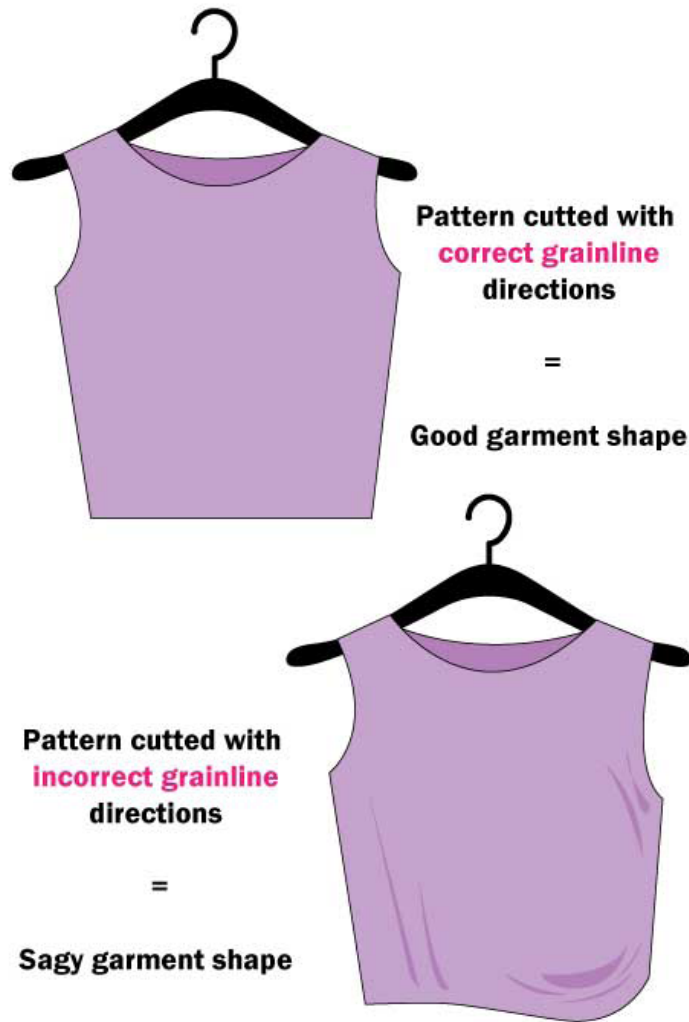 Pattern cutted with
correct grainline
directions
=
Good garment shape
Pattern cutted with
incorrect grainline
directions
=
Sagy garment shape